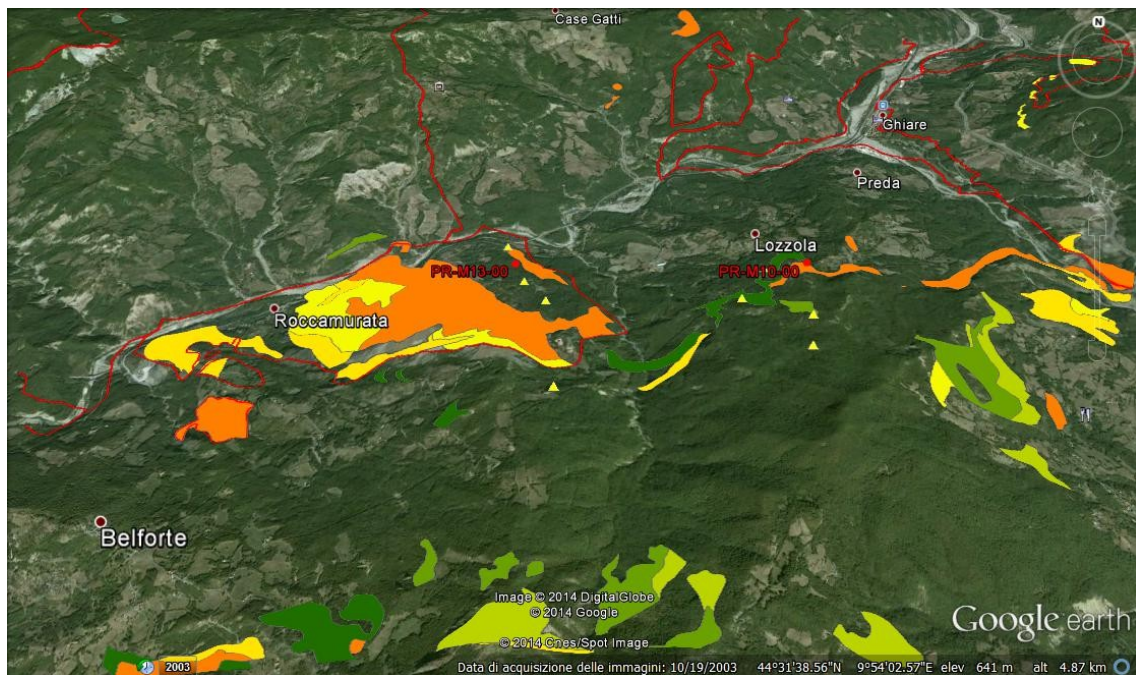 Case Gatti
N
Ghiare
Preda
Lozzola
PR-M13-00
PR-M10-00
Roccamurata
Belforte
Image © 2014 DigitalGlobe
© 2014 Google
© 2014 Cnes/Spot Image
Google earth
2003
Data di acquisizione delle immagini: 10/19/2003 44°31'38.56"N 9°54'02.57"E elev 641 m alt 4.87 km